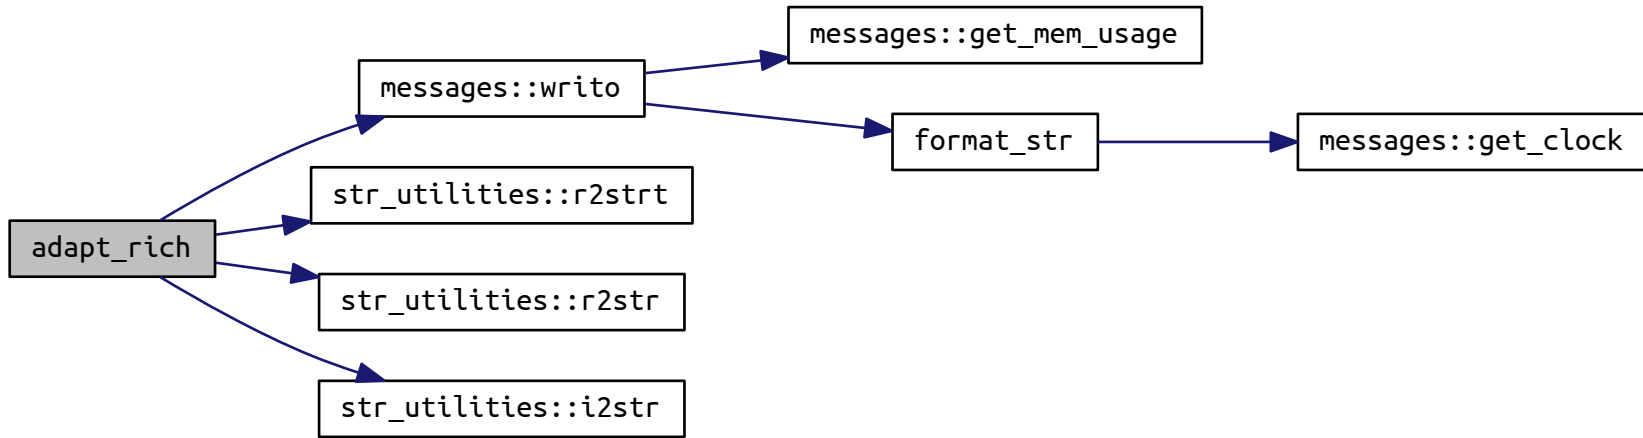 messages::get_mem_usage
messages::writo
format_str
messages::get_clock
str_utilities::r2strt
adapt_rich
str_utilities::r2str
str_utilities::i2str